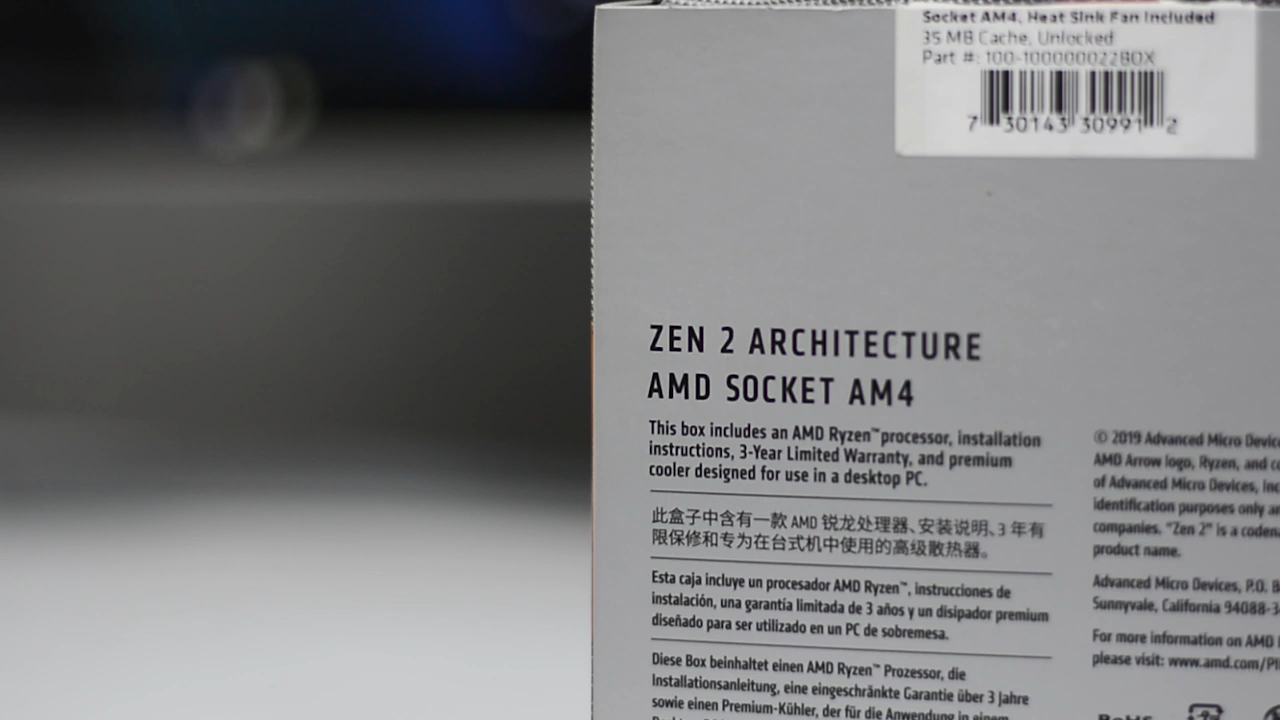 Socket AM4, Heat Sink Fan Included
35 MB Cache, Unlocked
Part #: 100-100000022BOX
7 30143 30991 2
ZEN 2 ARCHITECTURE
AMD SOCKET AM4
This box includes an AMD Ryzen™ processor, installation
instructions, 3-Year Limited Warranty, and premium
cooler designed for use in a desktop PC.
此盒子中含有一款 AMD 锐龙处理器、安装说明、3 年有
限保修和专为在台式机中使用的高级散热器。
Esta caja incluye un procesador AMD Ryzen™, instrucciones de
instalación, una garantía limitada de 3 años y un disipador premium
diseñado para ser utilizado en un PC de sobremesa.
Diese Box beinhaltet einen AMD Ryzen™ Prozessor, die
Installationsanleitung, eine eingeschränkte Garantie über 3 Jahre
sowie einen Premium-Kühler, der für die Anwendung in einem
© 2019 Advanced Micro Device
AMD Arrow logo, Ryzen, and c
of Advanced Micro Devices, Inc
identification purposes only a
companies. "Zen 2" is a coden
product name.
Advanced Micro Devices, P.O. B
Sunnyvale, California 94088-3
For more information on AMD
please visit: www.amd.com/P
RoHS